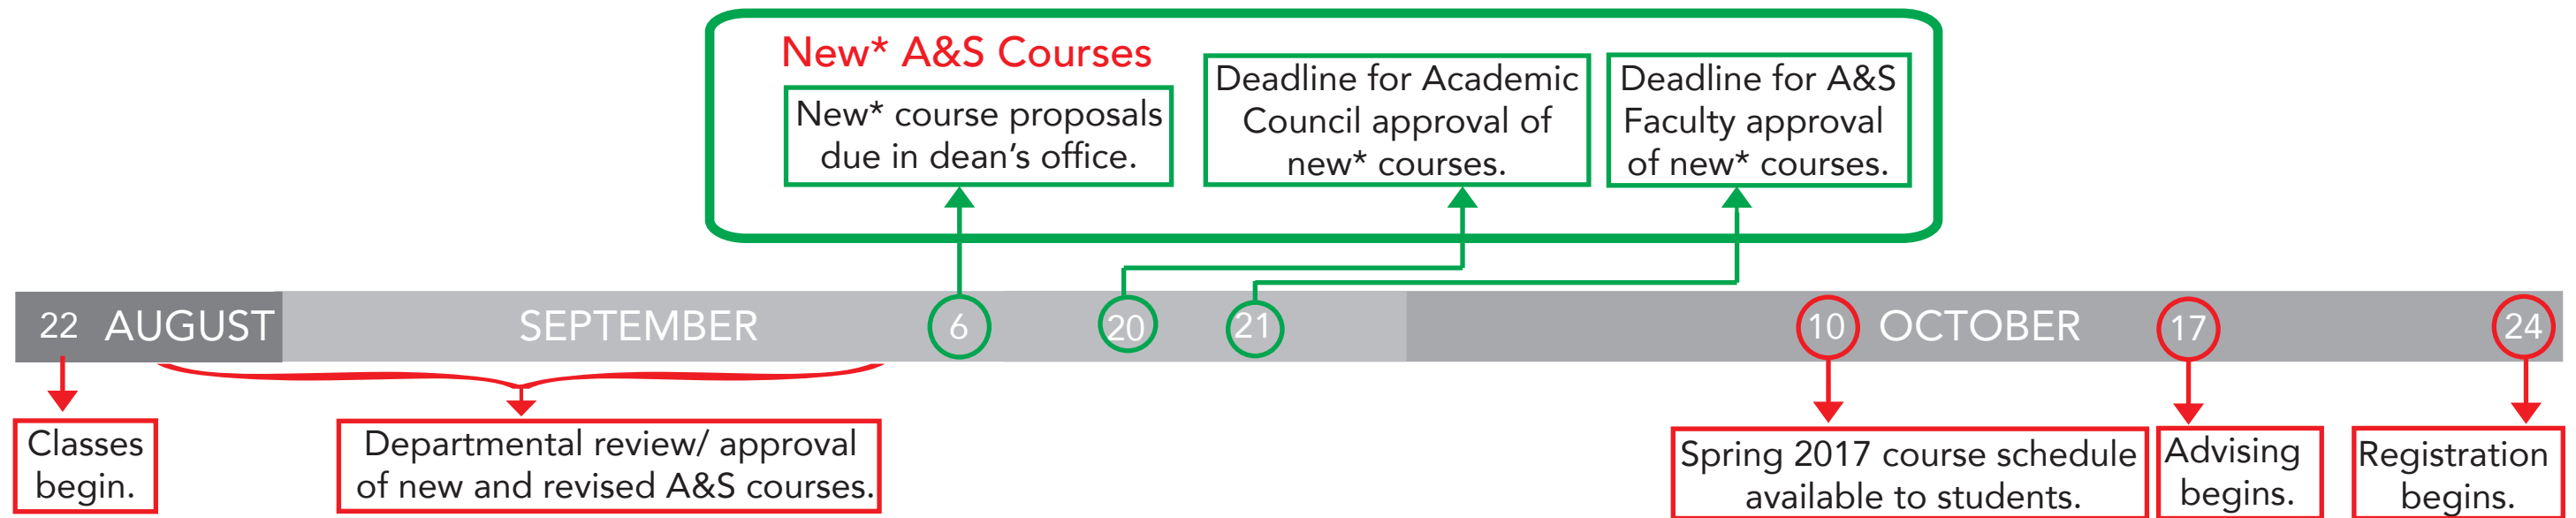 New* A&S Courses
New* course proposals
due in dean's office.
Deadline for Academic
Council approval of
new* courses.
Deadline for A&S
Faculty approval
of new* courses.
22 AUGUST SEPTEMBER 6 20 21 10 OCTOBER 17 24
Classes
begin.
Departmental review/ approval
of new and revised A&S courses.
Spring 2017 course schedule
available to students.
Advising
begins.
Registration
begins.